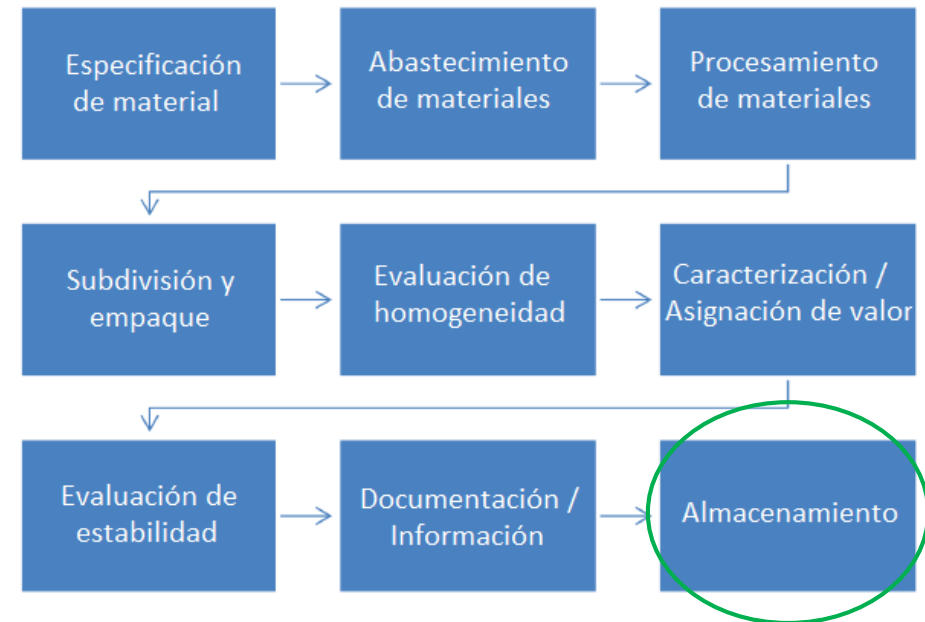 Especificación
de material
Abastecimiento
de materiales
Procesamiento
de materiales
Subdivisión y
empaque
Evaluación de
homogeneidad
Caracterización /
Asignación de valor
Evaluación de
estabilidad
Documentación /
Información
Almacenamiento